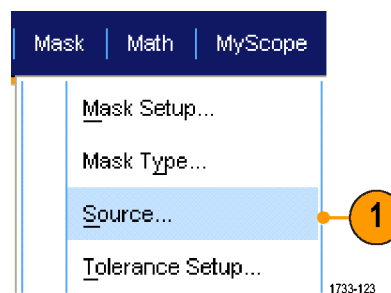 Mask | Math | MyScope
Mask Setup...
Mask Type...
Source...
1
Tolerance Setup...
1733-123